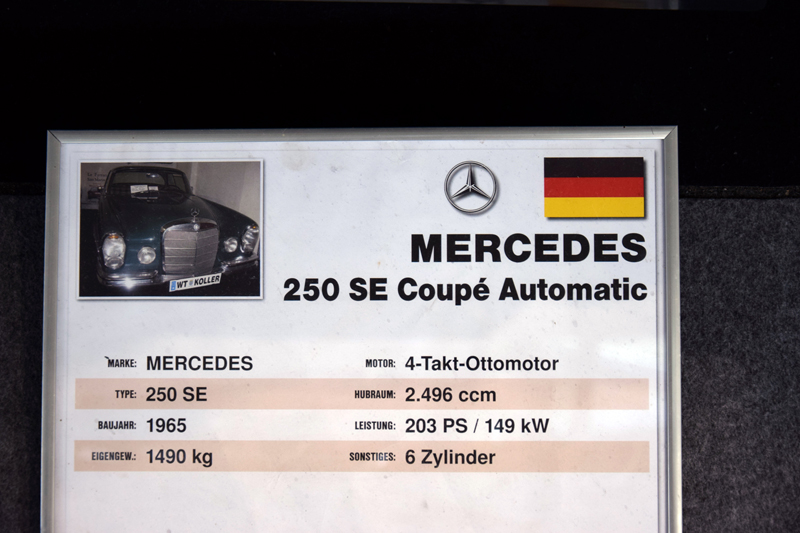 WT KOLLER
MERCEDES
250 SE Coupé Automatic
MARKE: MERCEDES MOTOR: 4-Takt-Ottomotor
TYPE: 250 SE HUBRAUM: 2.496 ccm
BAUJAHR: 1965 LEISTUNG: 203 PS / 149 kW
EIGENGEW.: 1490 kg SONSTIGES: 6 Zylinder